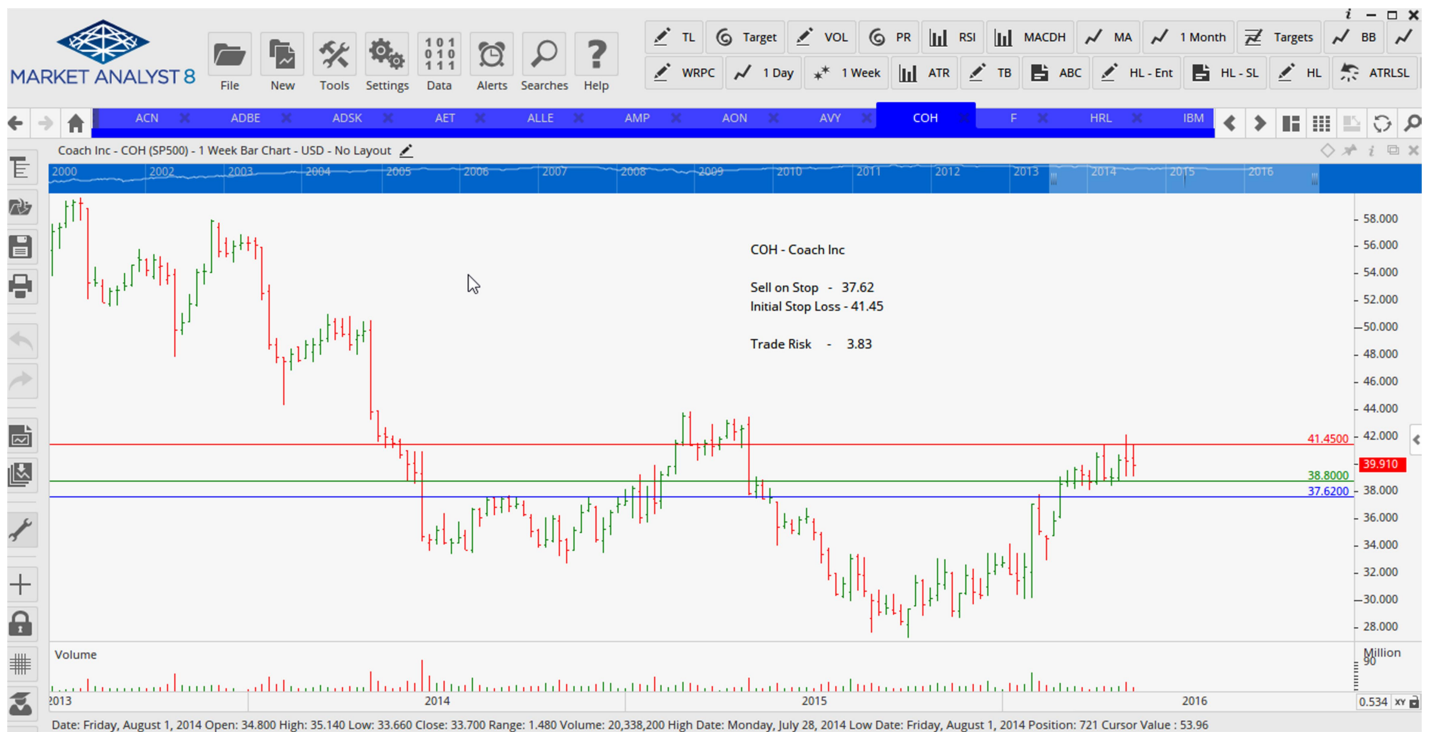 i
MARKET ANALYST 8
File New Tools Settings Data Alerts Searches Help
TL Target VOL PR RSI MACDH MA 1 Month Targets BB
WRPC 1 Day 1 Week ATR TB ABC HL - Ent HL - SL HL ATRLSL
ACN ADBE ADSK AET ALLE AMP AON AVY COH F HRL IBM
Coach Inc - COH (SP500) - 1 Week Bar Chart - USD - No Layout
2000 2002 2003 2004 2005 2006 2007 2008 2009 2010 2011 2012 2013 2014 2015 2016
COH - Coach Inc
Sell on Stop - 37.62
Initial Stop Loss - 41.45
Trade Risk - 3.83
58.000
56.000
54.000
52.000
50.000
48.000
46.000
44.000
42.000
41.4500
39.910
38.8000
38.000
37.6200
36.000
34.000
32.000
30.000
28.000
Volume
Million
90
2013 2014 2015 2016
0.534 XY
Date: Friday, August 1, 2014 Open: 34.800 High: 35.140 Low: 33.660 Close: 33.700 Range: 1.480 Volume: 20,338,200 High Date: Monday, July 28, 2014 Low Date: Friday, August 1, 2014 Position: 721 Cursor Value : 53.96